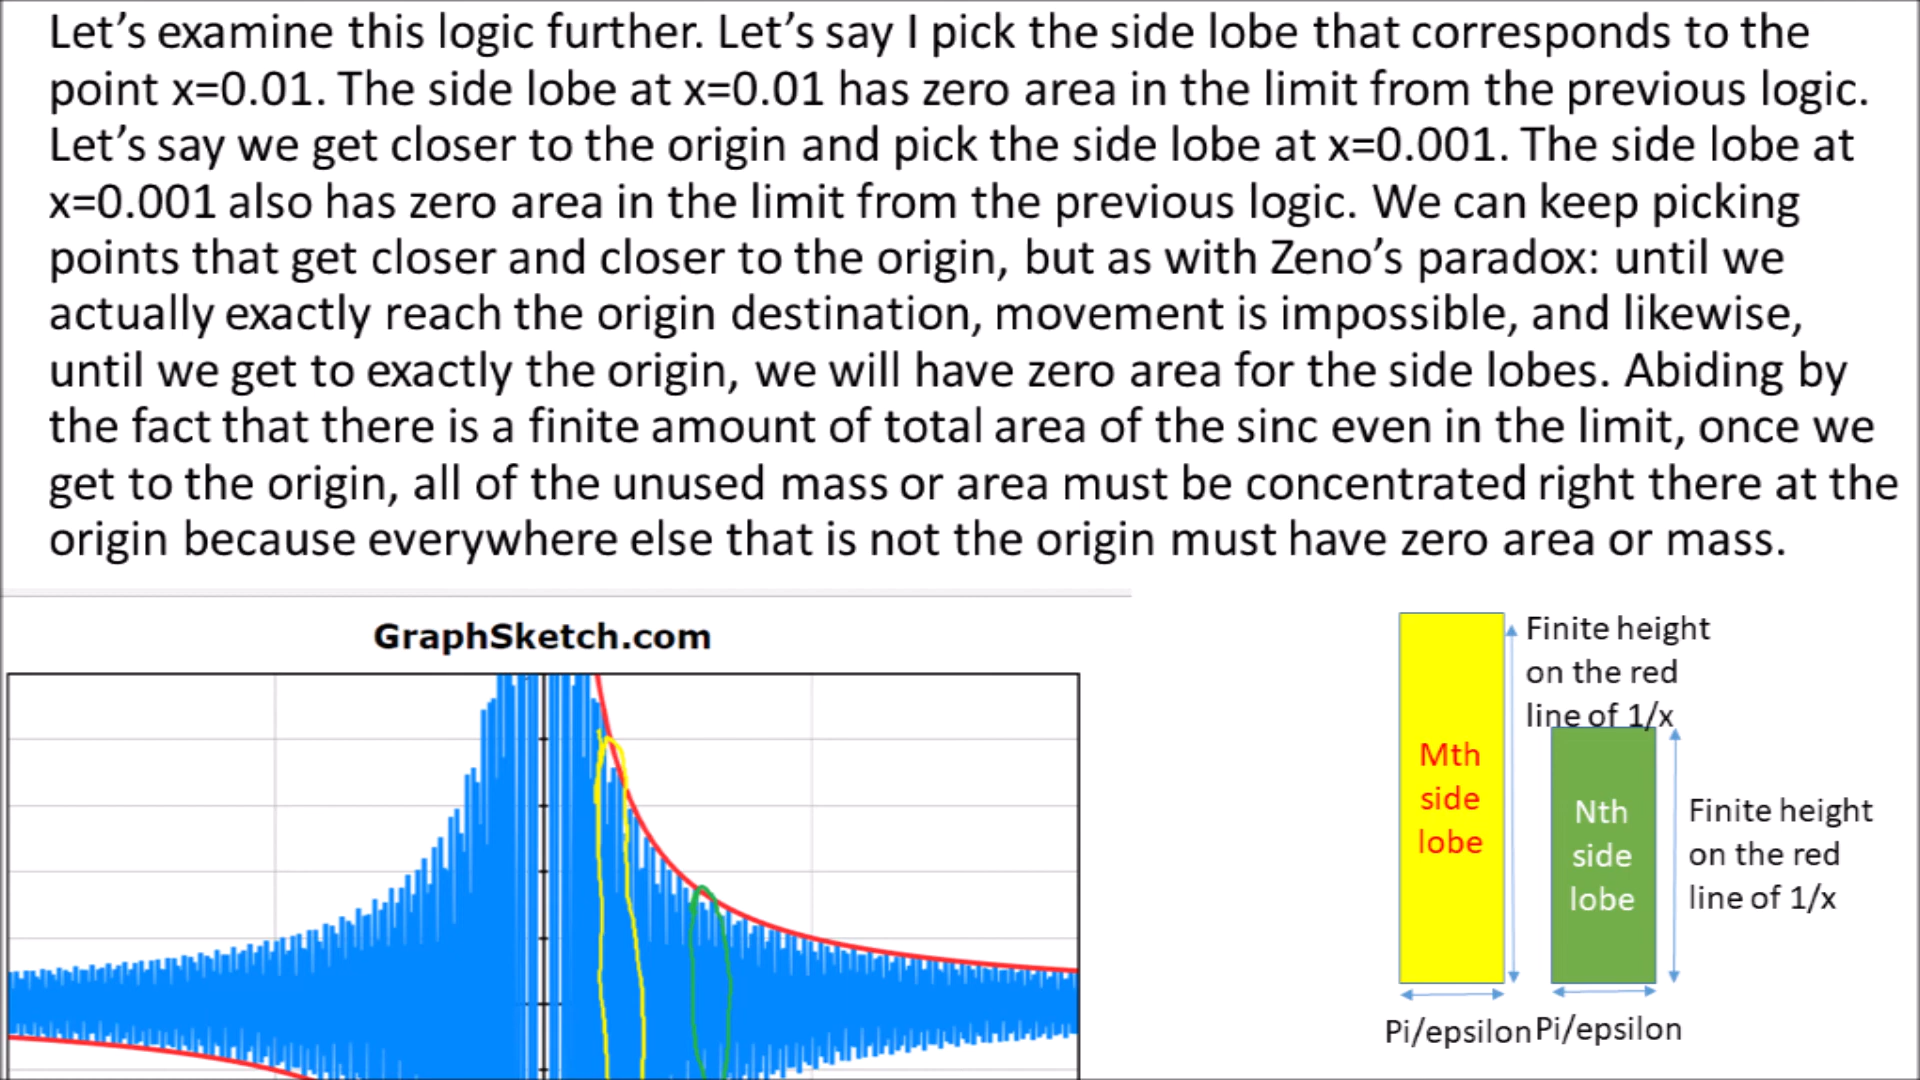 Let’s examine this logic further. Let’s say I pick the side lobe that corresponds to the
point x=0.01. The side lobe at x=0.01 has zero area in the limit from the previous logic.
Let’s say we get closer to the origin and pick the side lobe at x=0.001. The side lobe at
x=0.001 also has zero area in the limit from the previous logic. We can keep picking
points that get closer and closer to the origin, but as with Zeno’s paradox: until we
actually exactly reach the origin destination, movement is impossible, and likewise,
until we get to exactly the origin, we will have zero area for the side lobes. Abiding by
the fact that there is a finite amount of total area of the sinc even in the limit, once we
get to the origin, all of the unused mass or area must be concentrated right there at the
origin because everywhere else that is not the origin must have zero area or mass.
GraphSketch.com
Finite height
on the red
line of 1/x
Mth
side
lobe
Nth
side
lobe
Finite height
on the red
line of 1/x
Pi/epsilon
Pi/epsilon